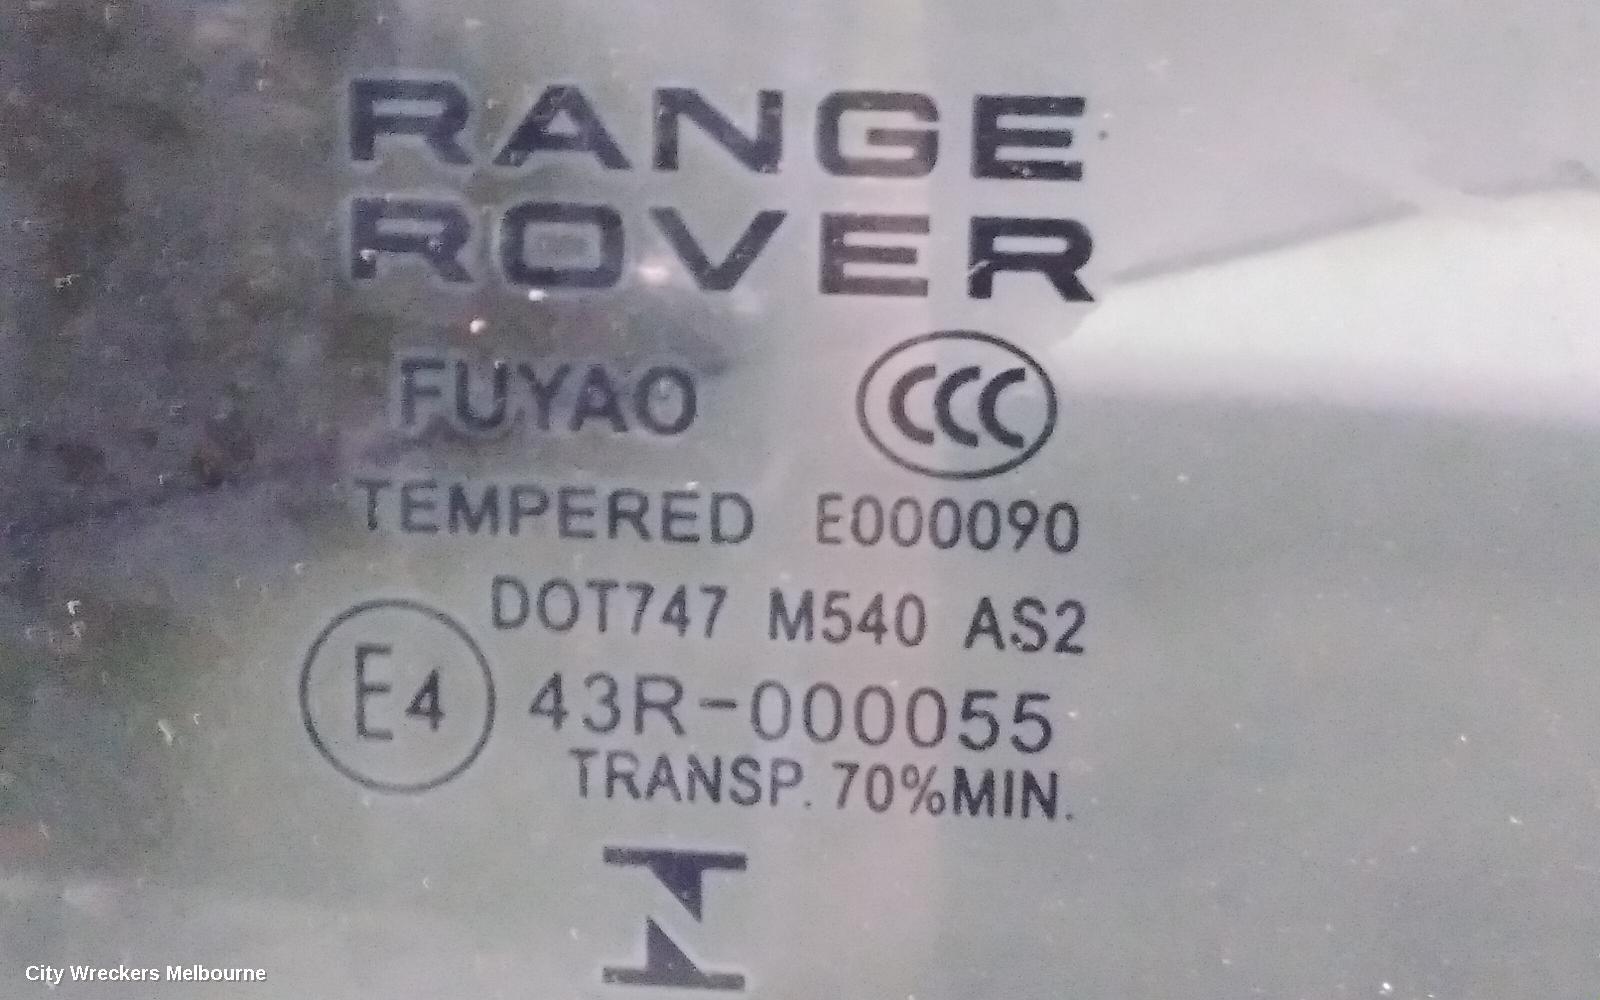 RANGE
ROVER
FUYAO CCC
TEMPERED E000090
DOT747 M540 AS2
E4 43R-000055
TRANSP. 70%MIN.
City Wreckers Melbourne